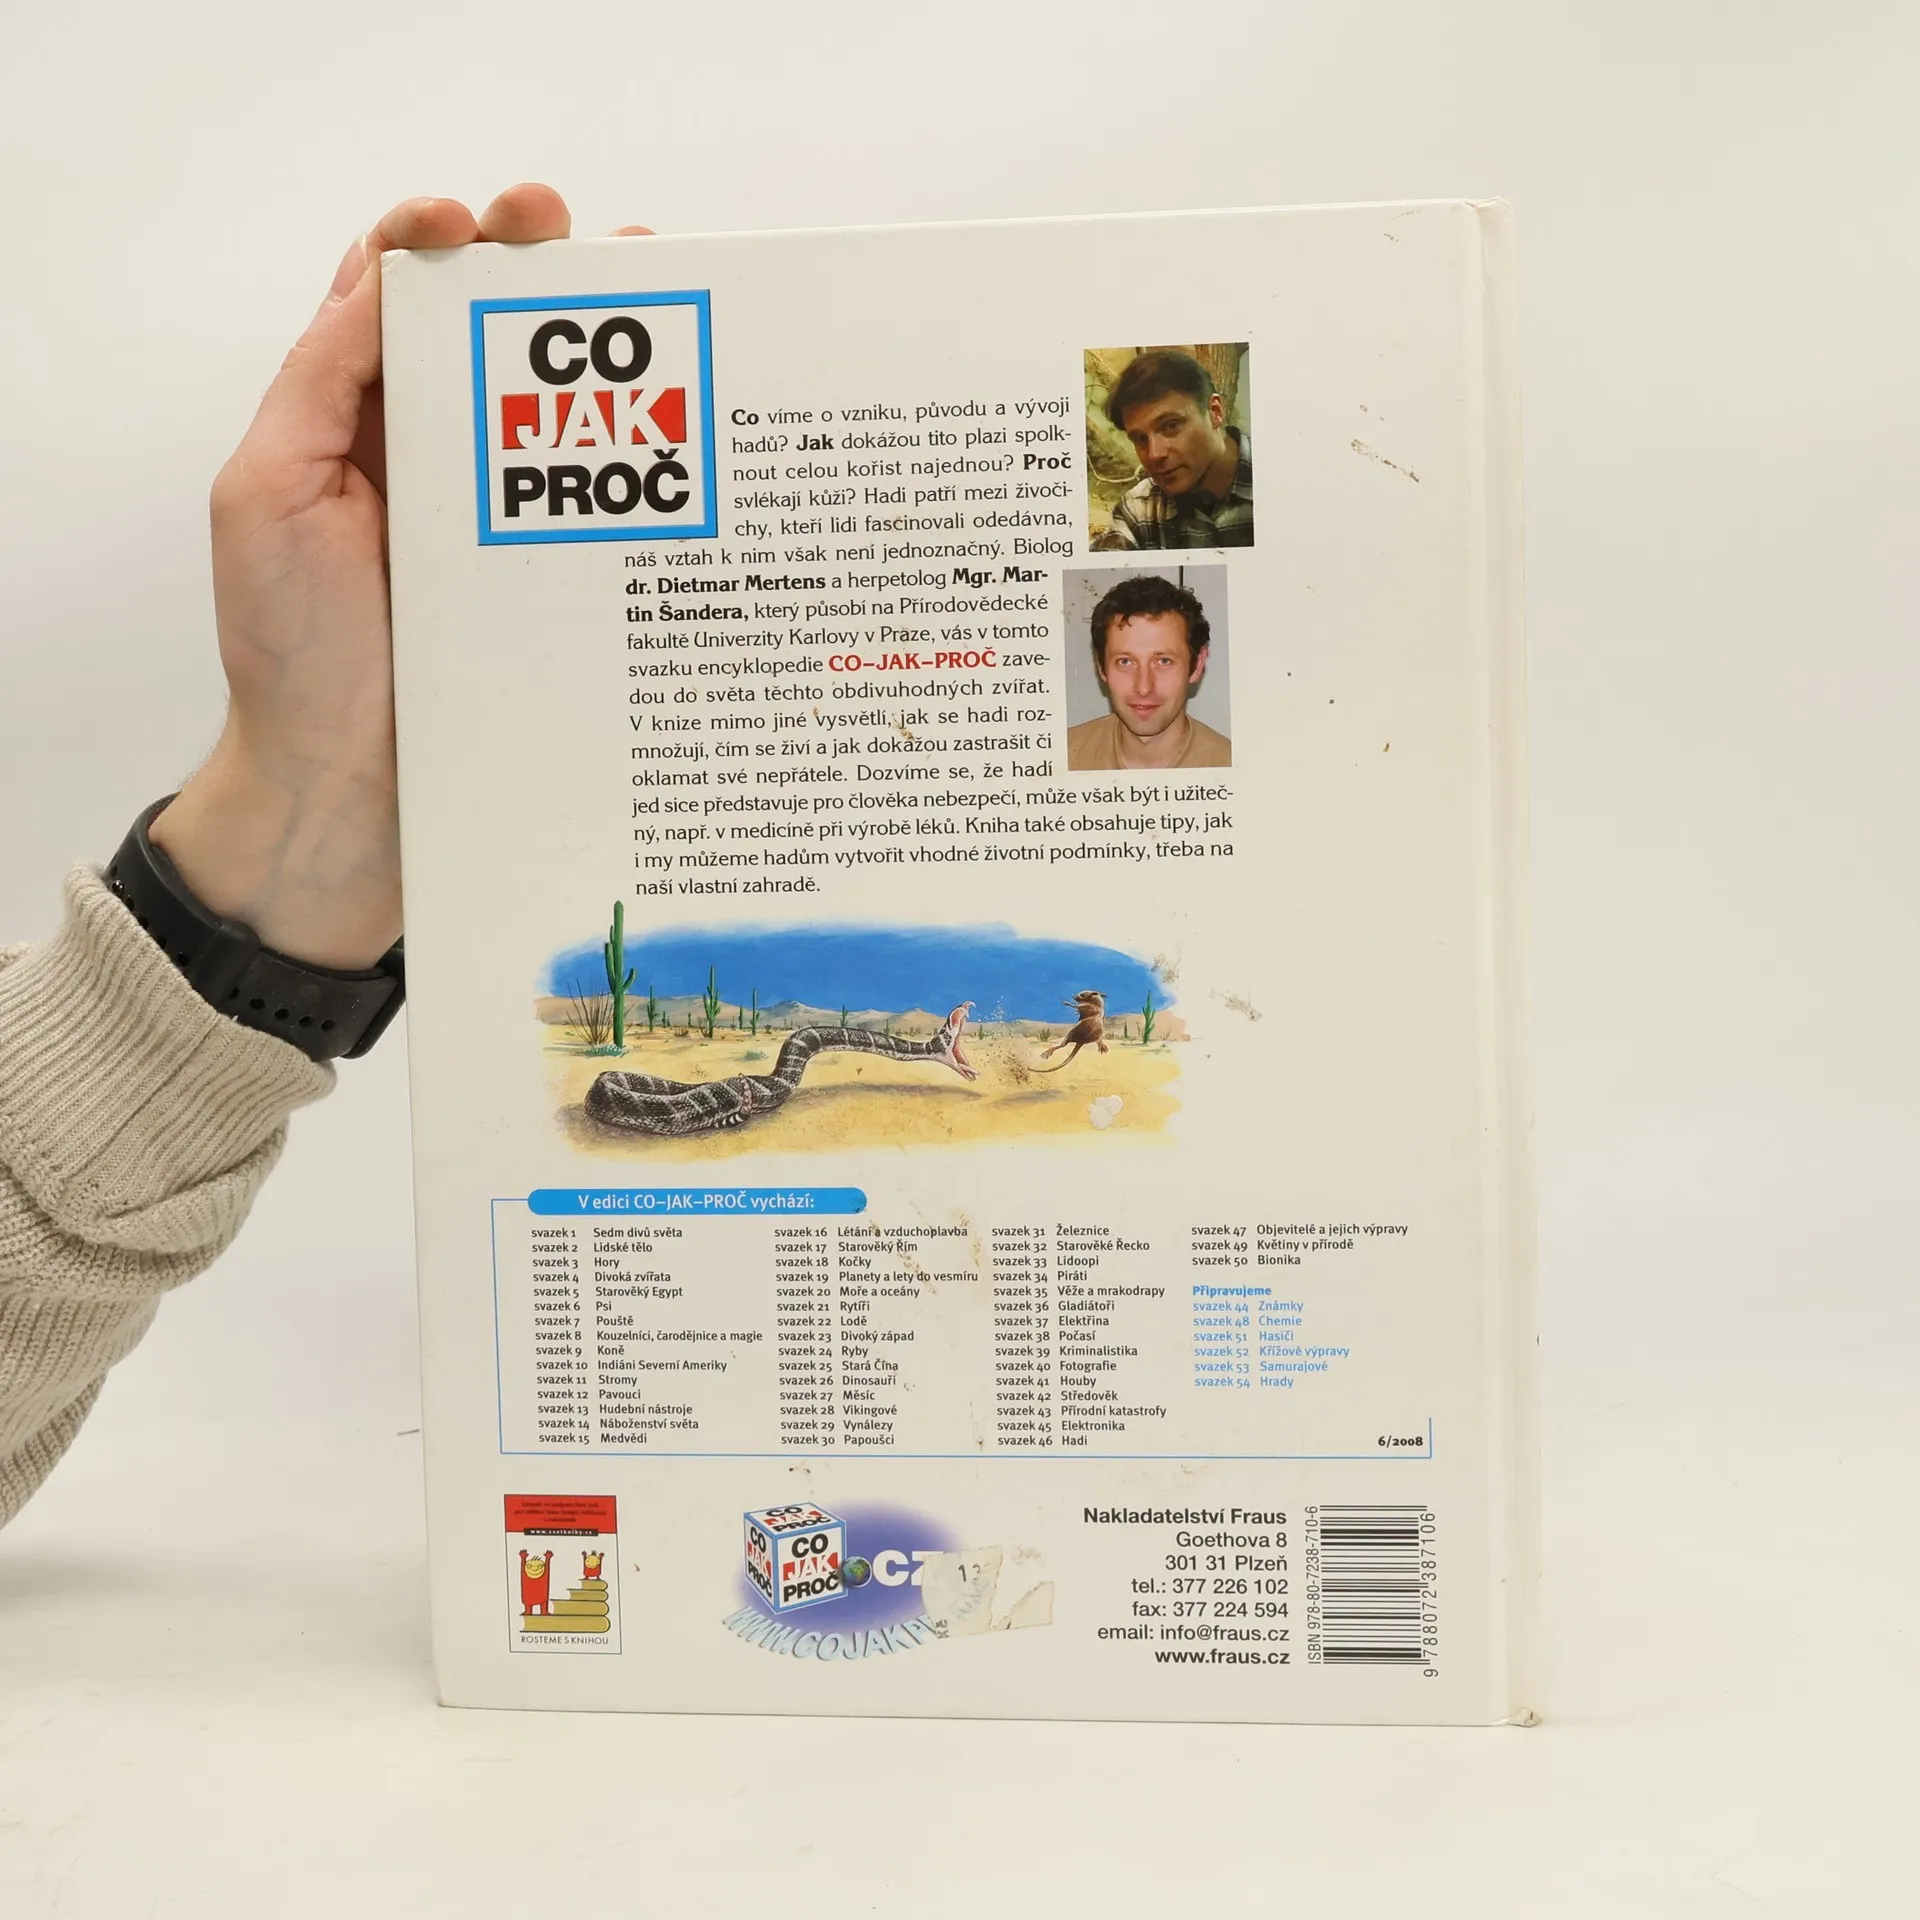 CO
JAK
PROČ
Co víme o vzniku, původu a vývoji
hadů? Jak dokážou tito plazi spolk-
nout celou kořist najednou? Proč
svlékají kůži? Hadi patří mezi živoči-
chy, kteří lidi fascinovali odedávna,
náš vztah k nim však není jednoznačný. Biolog
dr. Dietmar Mertens a herpetolog Mgr. Mar-
tin Šandera, který působí na Přírodovědecké
fakultě Univerzity Karlovy v Praze, vás v tomto
svazku encyklopedie CO–JAK–PROČ zave-
dou do světa těchto obdivuhodných zvířat.
V knize mimo jiné vysvětlí, jak se hadi roz-
množují, čím se živí a jak dokážou zastrašit či
oklamat své nepřátele. Dozvíme se, že hadí
jed sice představuje pro člověka nebezpečí, může však být i užiteč-
ný, např. v medicíně při výrobě léků. Kniha také obsahuje tipy, jak
i my můžeme hadům vytvořit vhodné životní podmínky, třeba na
naší vlastní zahradě.
V edici CO–JAK–PROČ vychází:
svazek 1 Sedm divů světa
svazek 2 Lidské tělo
svazek 3 Hory
svazek 4 Divoká zvířata
svazek 5 Starověký Egypt
svazek 6 Psi
svazek 7 Pouště
svazek 8 Kouzelníci, čarodějnice a magie
svazek 9 Koně
svazek 10 Indiáni Severní Ameriky
svazek 11 Stromy
svazek 12 Pavouci
svazek 13 Hudební nástroje
svazek 14 Náboženství světa
svazek 15 Medvědi
svazek 16 Létání a vzduchoplavba
svazek 17 Starověký Řím
svazek 18 Kočky
svazek 19 Planety a lety do vesmíru
svazek 20 Moře a oceány
svazek 21 Rytíři
svazek 22 Lodě
svazek 23 Divoký západ
svazek 24 Ryby
svazek 25 Stará Čína
svazek 26 Dinosauři
svazek 27 Měsíc
svazek 28 Vikingové
svazek 29 Vynálezy
svazek 30 Papoušci
svazek 31 Železnice
svazek 32 Starověké Řecko
svazek 33 Lidoopi
svazek 34 Piráti
svazek 35 Věže a mrakodrapy
svazek 36 Gladiátoři
svazek 37 Elektřina
svazek 38 Počasí
svazek 39 Kriminalistika
svazek 40 Fotografie
svazek 41 Houby
svazek 42 Středověk
svazek 43 Přírodní katastrofy
svazek 45 Elektronika
svazek 46 Hadi
svazek 47 Objevitelé a jejich výpravy
svazek 49 Květiny v přírodě
svazek 50 Bionika
Připravujeme
svazek 44 Známky
svazek 48 Chemie
svazek 51 Hasiči
svazek 52 Křížové výpravy
svazek 53 Samurajové
svazek 54 Hrady
6/2008
www.svetknihy.cz
ROSTEME S KNIHOU
CO
JAK
PROČ
CO
JAK
PROČ
CO
JAK
PROČ
.CZ
Kč
Nakladatelství Fraus
Goethova 8
301 31 Plzeň
tel.: 377 226 102
fax: 377 224 594
email: info@fraus.cz
www.fraus.cz
ISBN 978-80-7238-710-6
9 788072 387106